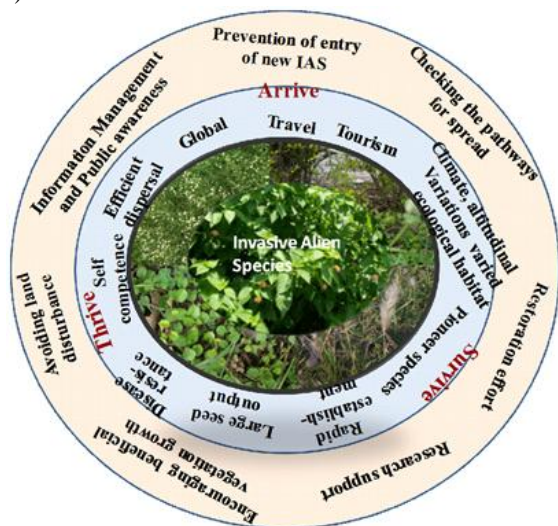 )
Prevention of entry
of new IAS
Checking the pathways
for spread
Restoration effort
Research support
Encouraging beneficial
vegetation growth
Avoiding land
disturbance
Information Management
and Public awareness
Arrive
Survive
Thrive
Global
Travel
Tourism
Climate, altitudinal
Variations varied
ecological habitat
Pioneer species
Rapid
establish-
ment
Large seed
output
Disease
resis-
tance
Self
competence
Efficient
dispersal
Invasive Alien
Species